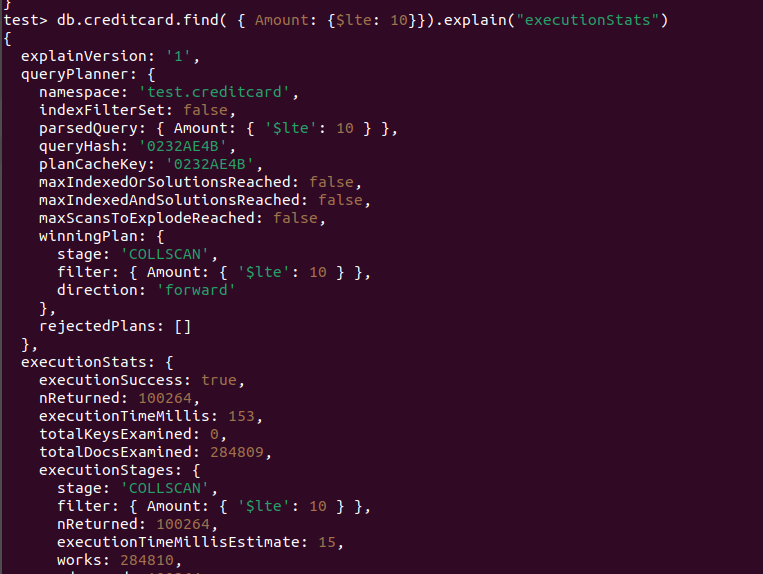 }
test> db.creditcard.find( { Amount: {$lte: 10}}).explain("executionStats")
{
  explainVersion: '1',
  queryPlanner: {
    namespace: 'test.creditcard',
    indexFilterSet: false,
    parsedQuery: { Amount: { '$lte': 10 } },
    queryHash: '0232AE4B',
    planCacheKey: '0232AE4B',
    maxIndexedOrSolutionsReached: false,
    maxIndexedAndSolutionsReached: false,
    maxScansToExplodeReached: false,
    winningPlan: {
      stage: 'COLLSCAN',
      filter: { Amount: { '$lte': 10 } },
      direction: 'forward'
    },
    rejectedPlans: []
  },
  executionStats: {
    executionSuccess: true,
    nReturned: 100264,
    executionTimeMillis: 153,
    totalKeysExamined: 0,
    totalDocsExamined: 284809,
    executionStages: {
      stage: 'COLLSCAN',
      filter: { Amount: { '$lte': 10 } },
      nReturned: 100264,
      executionTimeMillisEstimate: 15,
      works: 284810,